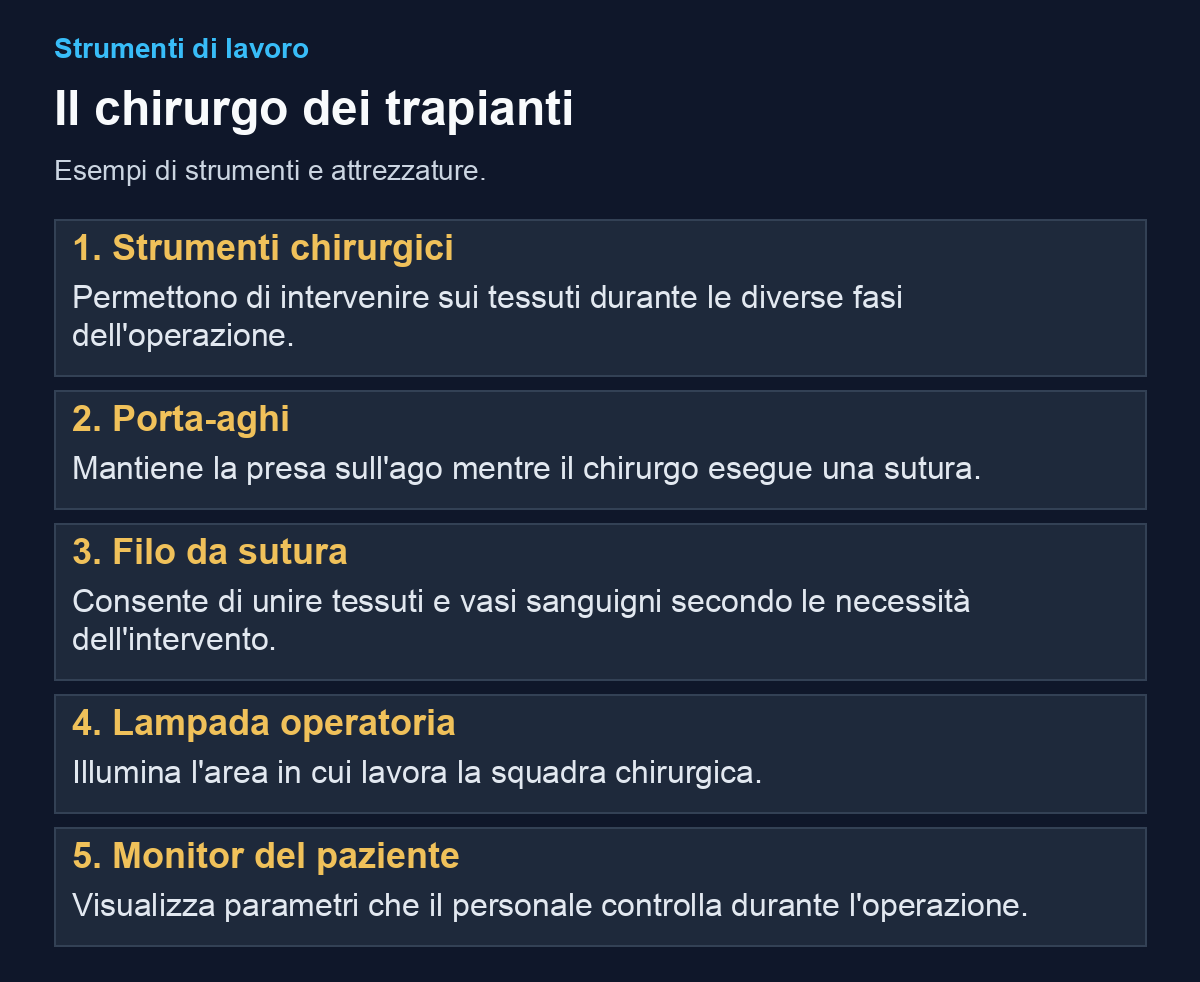 Strumenti di lavoro
Il chirurgo dei trapianti
Esempi di strumenti e attrezzature.
1. Strumenti chirurgici
Permettono di intervenire sui tessuti durante le diverse fasi
dell'operazione.
2. Porta-aghi
Mantiene la presa sull'ago mentre il chirurgo esegue una sutura.
3. Filo da sutura
Consente di unire tessuti e vasi sanguigni secondo le necessità
dell'intervento.
4. Lampada operatoria
Illumina l'area in cui lavora la squadra chirurgica.
5. Monitor del paziente
Visualizza parametri che il personale controlla durante l'operazione.